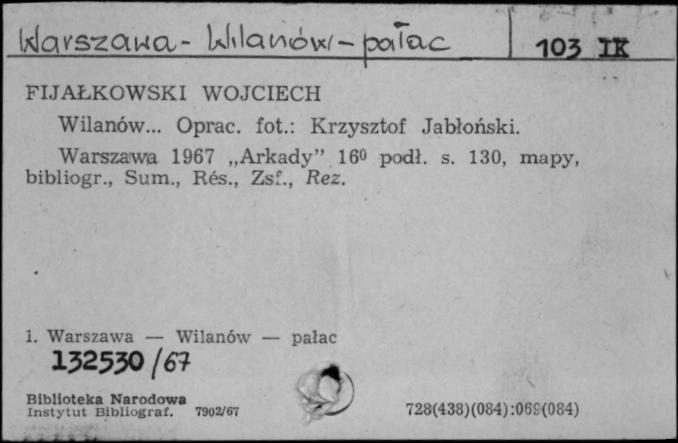 Warszawa - Wilanów - pałac
103 IK
FIJAŁKOWSKI WOJCIECH
Wilanów... Oprac. fot.: Krzysztof Jabłoński.
Warszawa 1967 „Arkady” 16⁰ podł. s. 130, mapy,
bibliogr., Sum., Rés., Zsf., Rez.
1. Warszawa — Wilanów — pałac
132530/67
Biblioteka Narodowa
Instytut Bibliograf. 7902/67
728(438)(084):069(084)